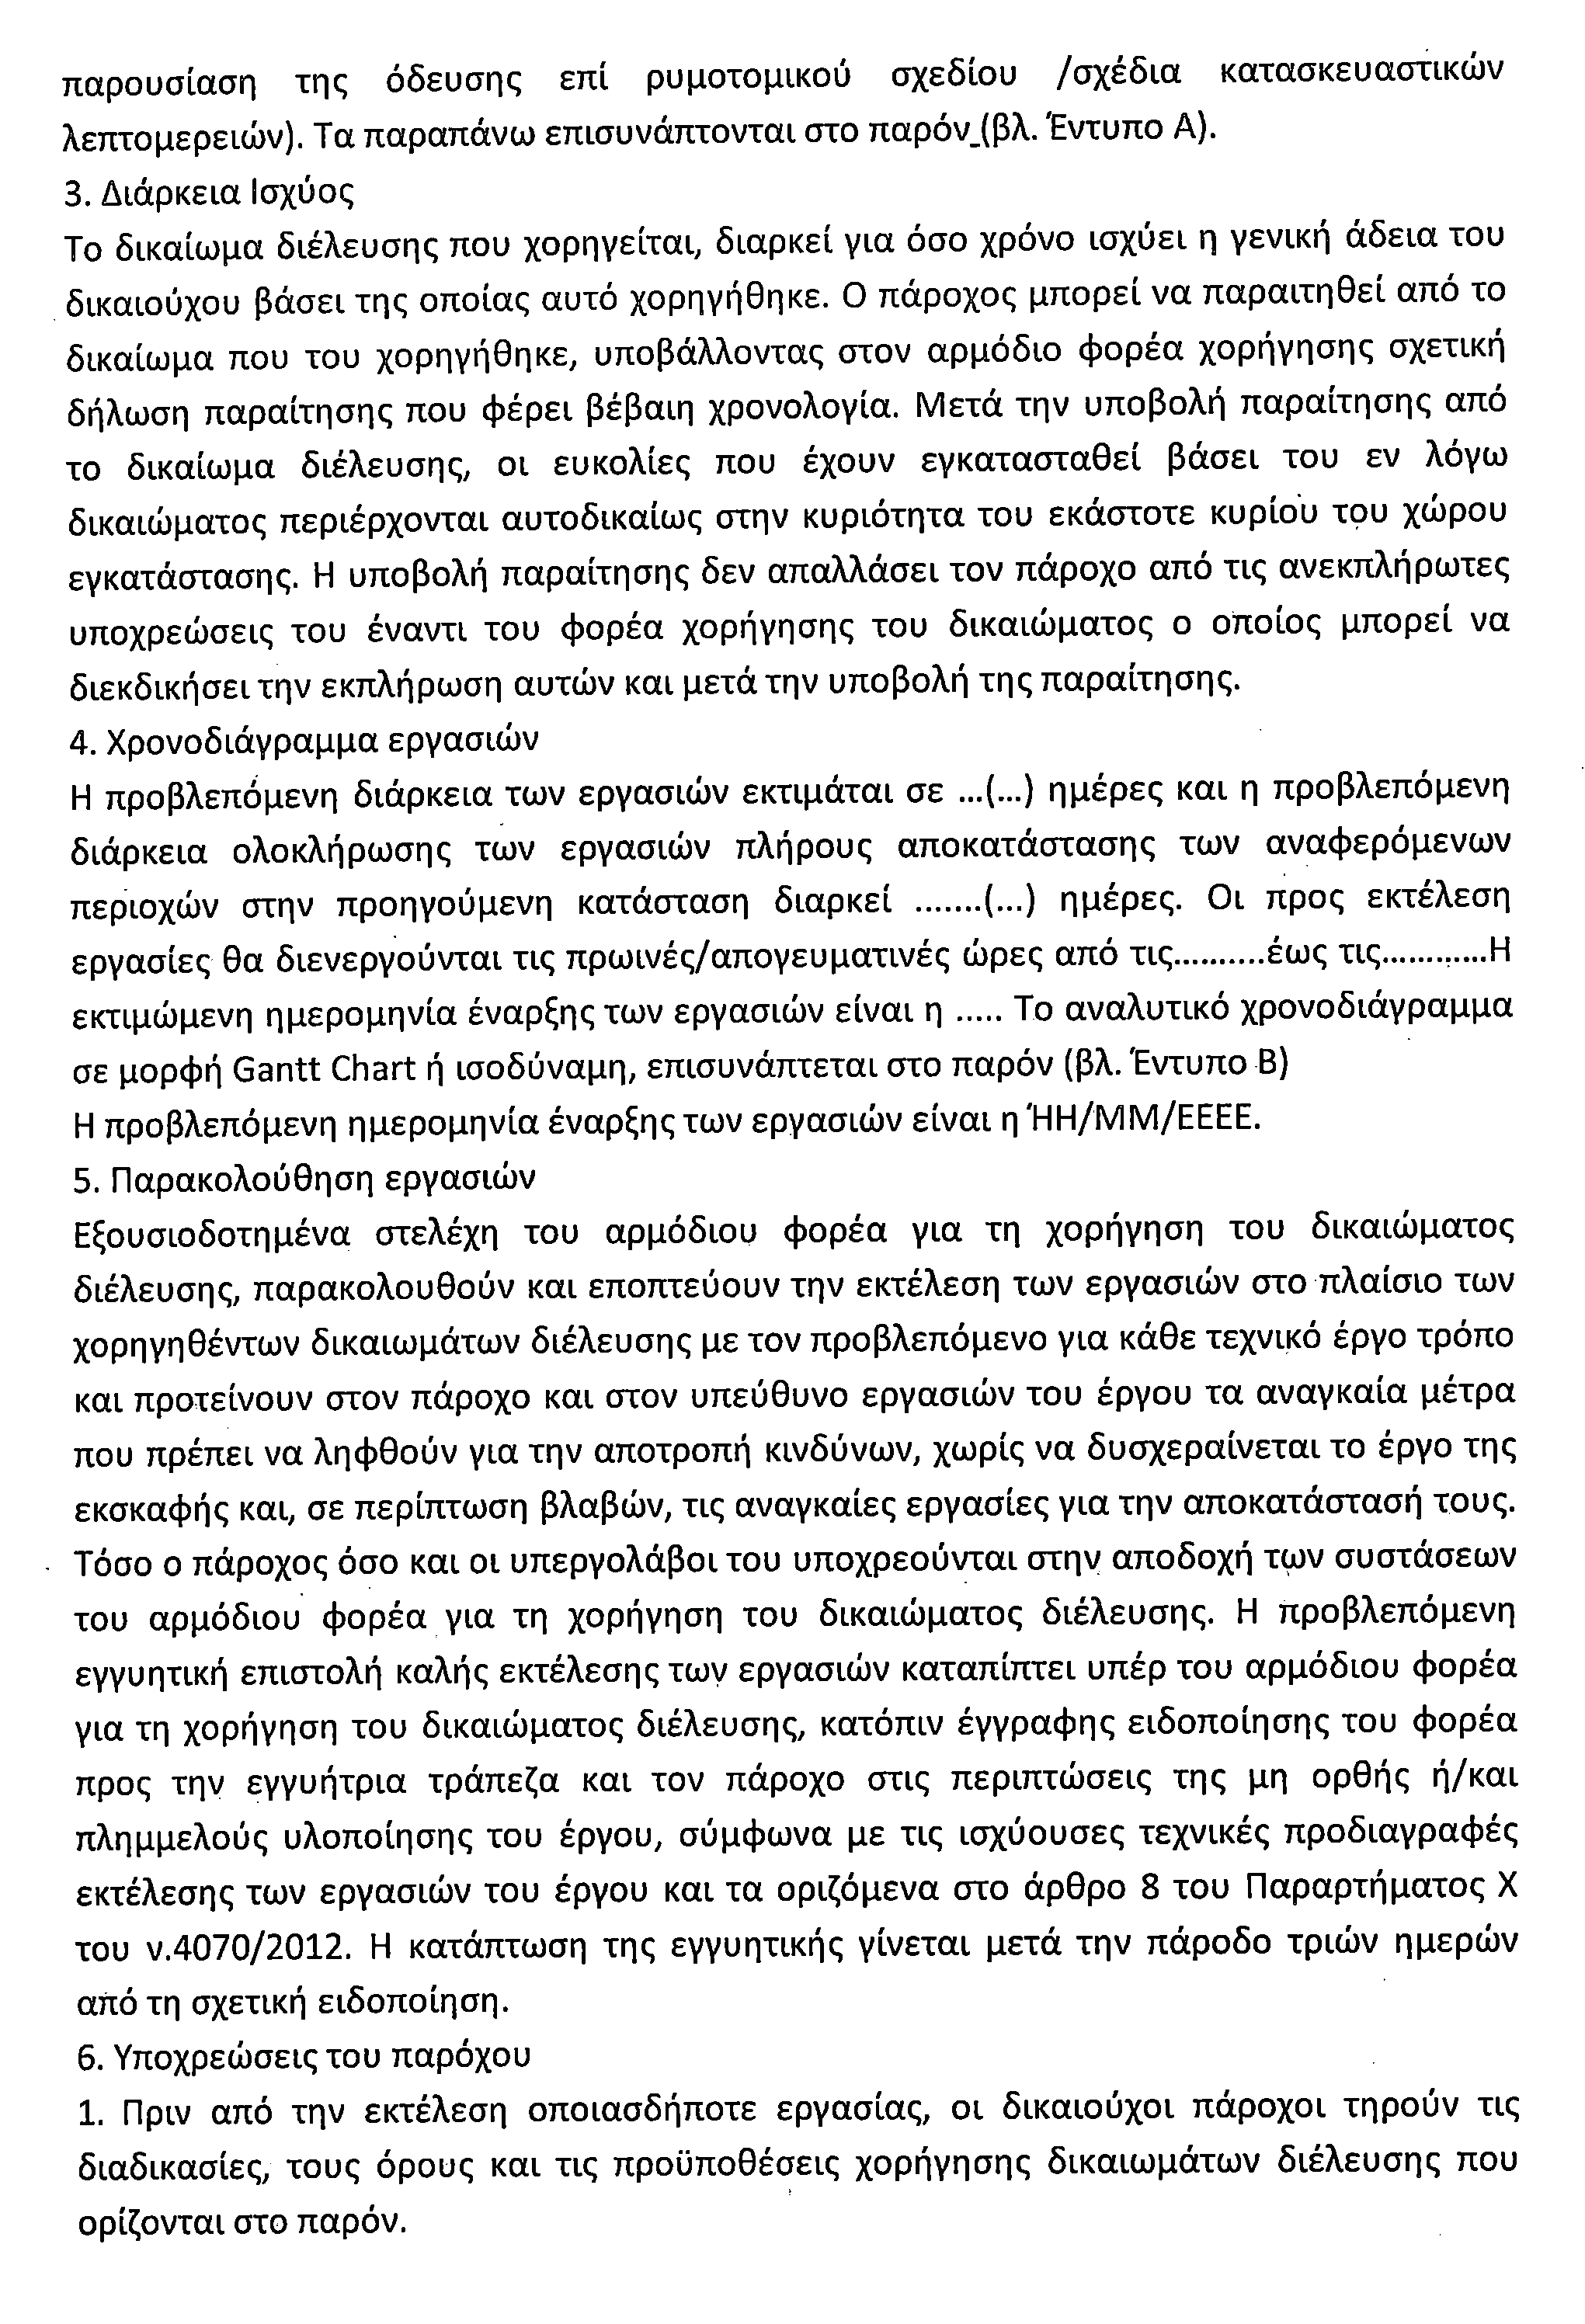 παρουσίαση της όδευσης επί ρυμοτομικού σχεδίου /σχέδια κατασκευαστικών
λεπτομερειών). Τα παραπάνω επισυνάπτονται στο παρόν_(βλ. Έντυπο Α).
3. Διάρκεια Ισχύος
Το δικαίωμα διέλευσης που χορηγείται, διαρκεί για όσο χρόνο ισχύει η γενική άδεια του
δικαιούχου βάσει της οποίας αυτό χορηγήθηκε. Ο πάροχος μπορεί να παραιτηθεί από το
δικαίωμα που του χορηγήθηκε, υποβάλλοντας στον αρμόδιο φορέα χορήγησης σχετική
δήλωση παραίτησης που φέρει βέβαιη χρονολογία. Μετά την υποβολή παραίτησης από
το δικαίωμα διέλευσης, οι ευκολίες που έχουν εγκατασταθεί βάσει του εν λόγω
δικαιώματος περιέρχονται αυτοδικαίως στην κυριότητα του εκάστοτε κυρίου του χώρου
εγκατάστασης. Η υποβολή παραίτησης δεν απαλλάσει τον πάροχο από τις ανεκπλήρωτες
υποχρεώσεις του έναντι του φορέα χορήγησης του δικαιώματος ο οποίος μπορεί να
διεκδικήσει την εκπλήρωση αυτών και μετά την υποβολή της παραίτησης.
4. Χρονοδιάγραμμα εργασιών
Η προβλεπόμενη διάρκεια των εργασιών εκτιμάται σε ...(...) ημέρες και η προβλεπόμενη
διάρκεια ολοκλήρωσης των εργασιών πλήρους αποκατάστασης των αναφερόμενων
περιοχών στην προηγούμενη κατάσταση διαρκεί .......(...) ημέρες. Οι προς εκτέλεση
εργασίες θα διενεργούνται τις πρωινές/απογευματινές ώρες από τις..........έως τις...........Η
εκτιμώμενη ημερομηνία έναρξης των εργασιών είναι η ..... Το αναλυτικό χρονοδιάγραμμα
σε μορφή Gantt Chart ή ισοδύναμη, επισυνάπτεται στο παρόν (βλ. Έντυπο Β)
Η προβλεπόμενη ημερομηνία έναρξης των εργασιών είναι η ΉΗ/ΜΜ/ΕΕΕΕ.
5. Παρακολούθηση εργασιών
Εξουσιοδοτημένα στελέχη του αρμόδιου φορέα για τη χορήγηση του δικαιώματος
διέλευσης, παρακολουθούν και εποπτεύουν την εκτέλεση των εργασιών στο πλαίσιο των
χορηγηθέντων δικαιωμάτων διέλευσης με τον προβλεπόμενο για κάθε τεχνικό έργο τρόπο
και προτείνουν στον πάροχο και στον υπεύθυνο εργασιών του έργου τα αναγκαία μέτρα
που πρέπει να ληφθούν για την αποτροπή κινδύνων, χωρίς να δυσχεραίνεται το έργο της
εκσκαφής και, σε περίπτωση βλαβών, τις αναγκαίες εργασίες για την αποκατάστασή τους.
Τόσο ο πάροχος όσο και οι υπεργολάβοι του υποχρεούνται στην αποδοχή των συστάσεων
του αρμόδιου φορέα για τη χορήγηση του δικαιώματος διέλευσης. Η προβλεπόμενη
εγγυητική επιστολή καλής εκτέλεσης των εργασιών καταπίπτει υπέρ του αρμόδιου φορέα
για τη χορήγηση του δικαιώματος διέλευσης, κατόπιν έγγραφης ειδοποίησης του φορέα
προς την εγγυήτρια τράπεζα και τον πάροχο στις περιπτώσεις της μη ορθής ή/και
πλημμελούς υλοποίησης του έργου, σύμφωνα με τις ισχύουσες τεχνικές προδιαγραφές
εκτέλεσης των εργασιών του έργου και τα οριζόμενα στο άρθρο 8 του Παραρτήματος Χ
του ν.4070/2012. Η κατάπτωση της εγγυητικής γίνεται μετά την πάροδο τριών ημερών
από τη σχετική ειδοποίηση.
6. Υποχρεώσεις του παρόχου
1. Πριν από την εκτέλεση οποιασδήποτε εργασίας, οι δικαιούχοι πάροχοι τηρούν τις
διαδικασίες, τους όρους και τις προϋποθέσεις χορήγησης δικαιωμάτων διέλευσης που
ορίζονται στο παρόν.